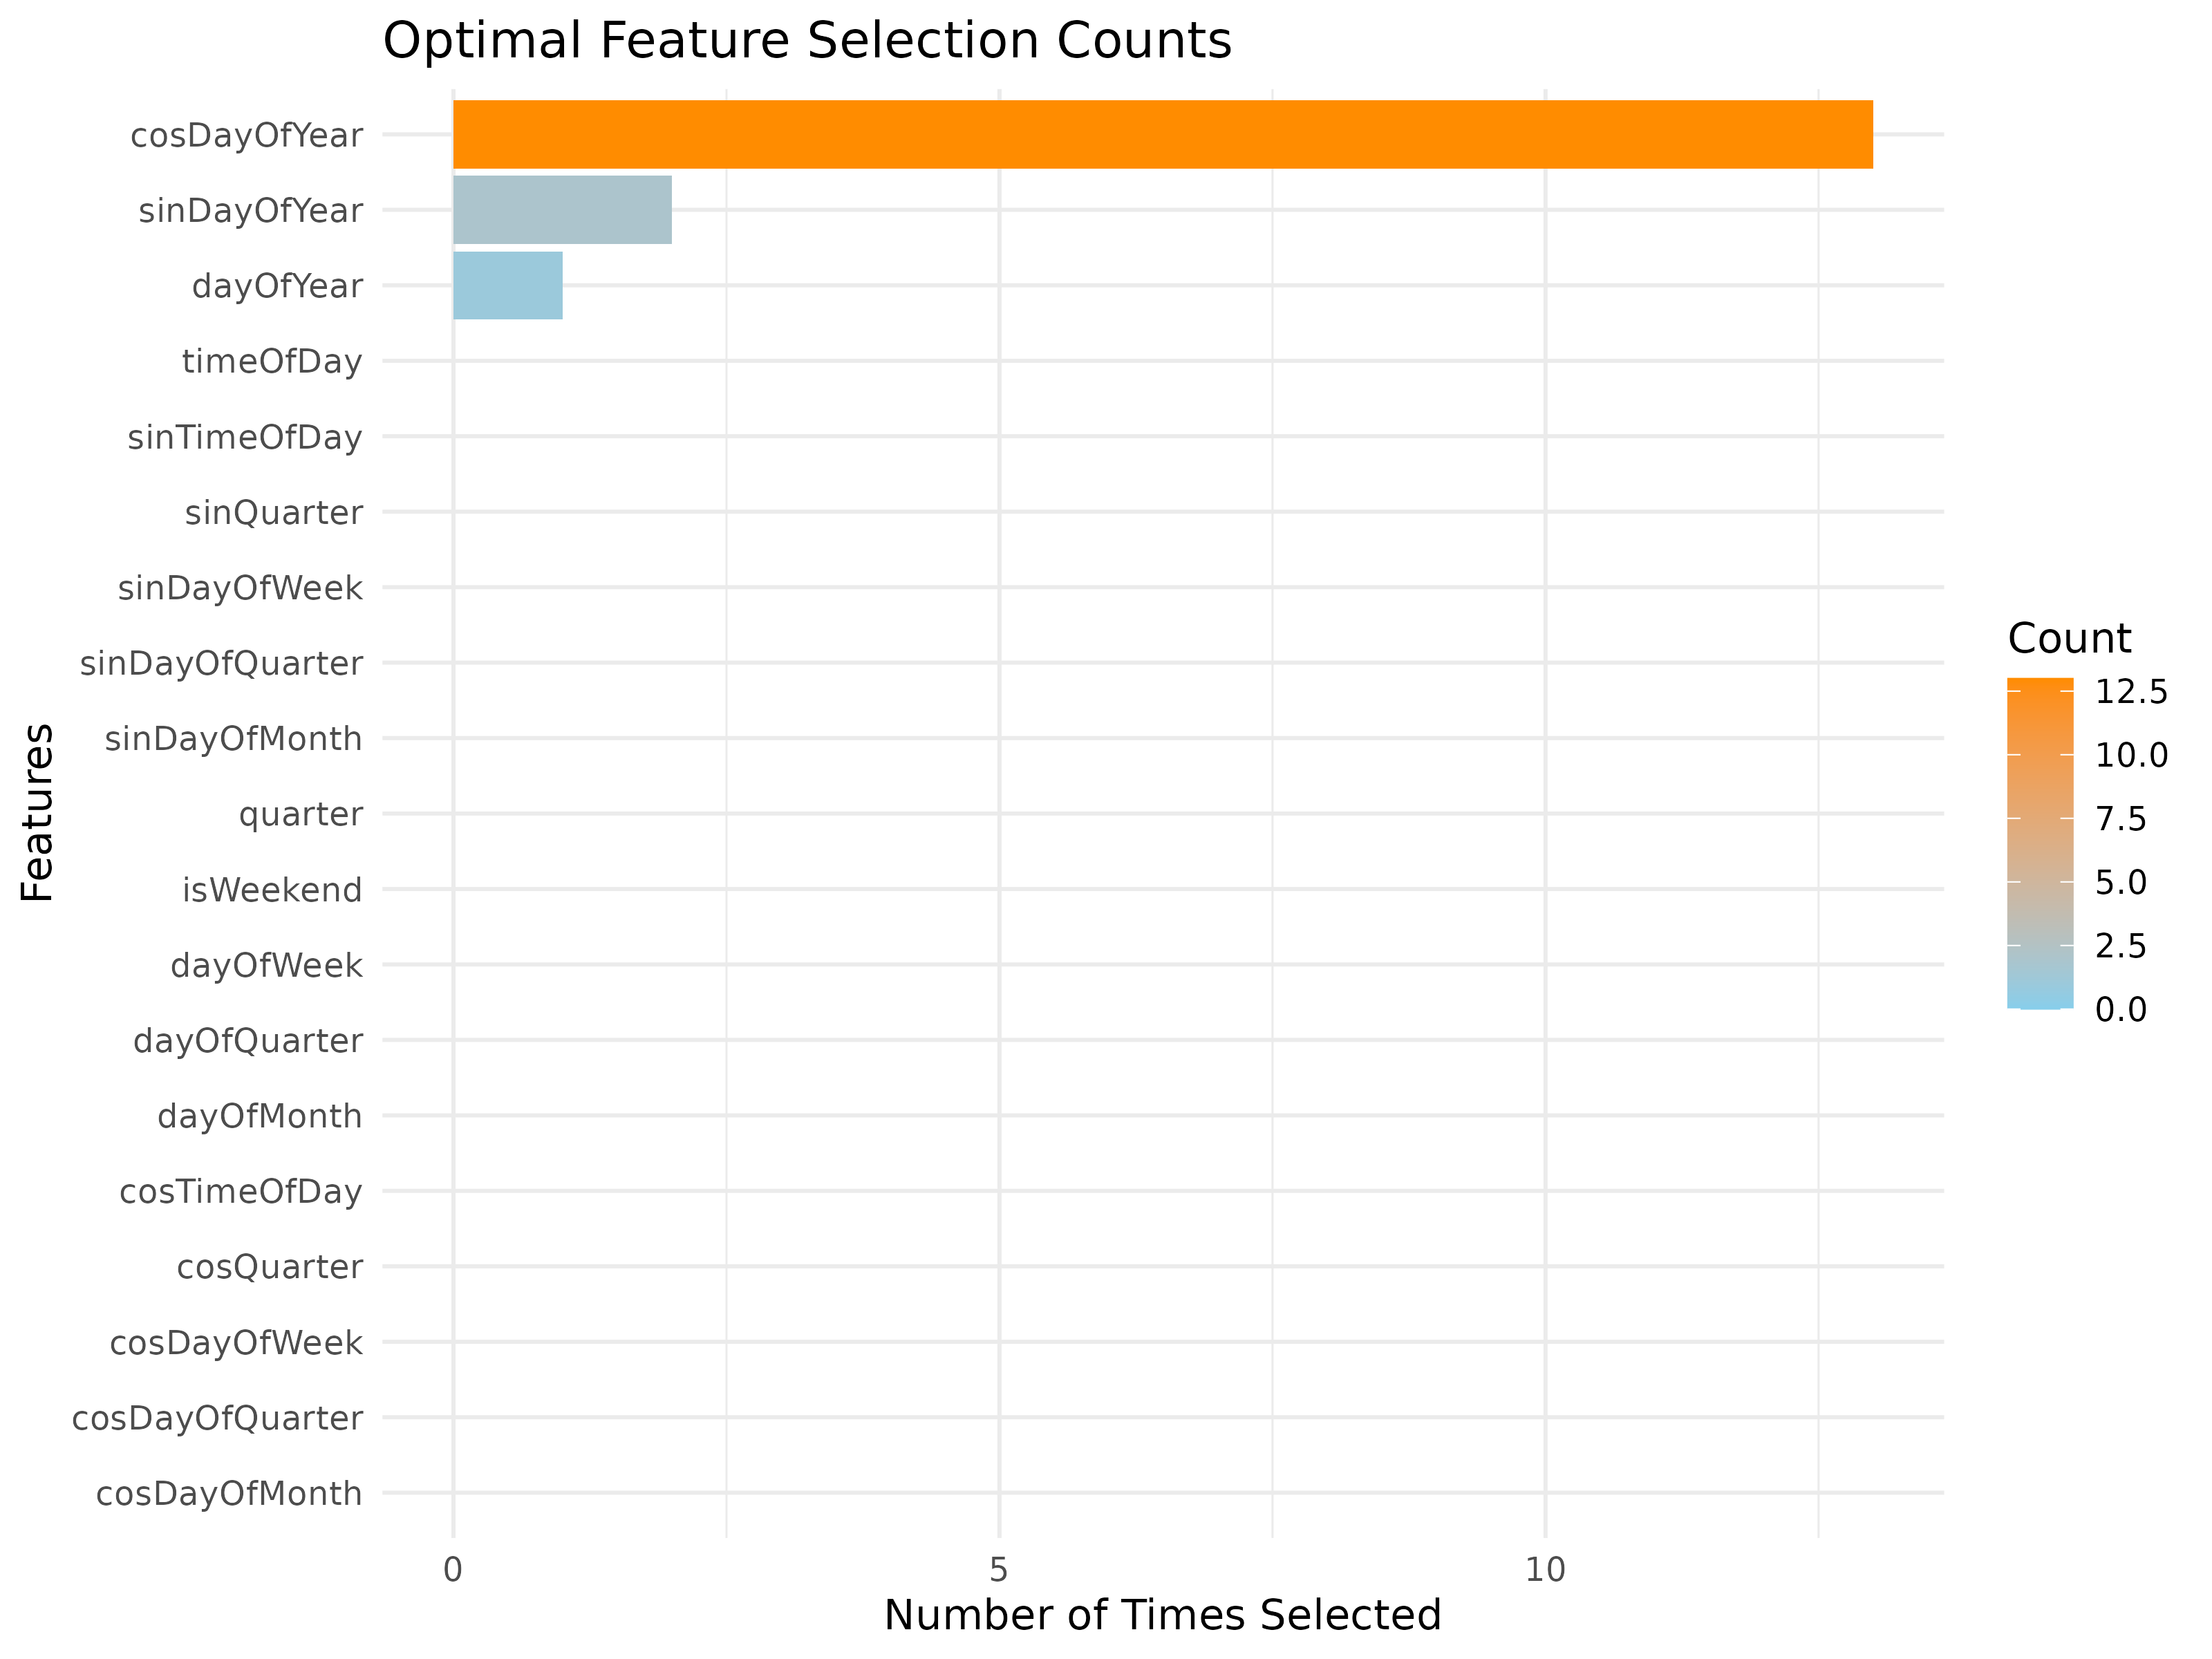 Optimal Feature Selection Counts
Features
cosDayOfYear
sinDayOfYear
dayOfYear
timeOfDay
sinTimeOfDay
sinQuarter
sinDayOfWeek
sinDayOfQuarter
sinDayOfMonth
quarter
isWeekend
dayOfWeek
dayOfQuarter
dayOfMonth
cosTimeOfDay
cosQuarter
cosDayOfWeek
cosDayOfQuarter
cosDayOfMonth
0 5 10
Number of Times Selected
Count
12.5
10.0
7.5
5.0
2.5
0.0